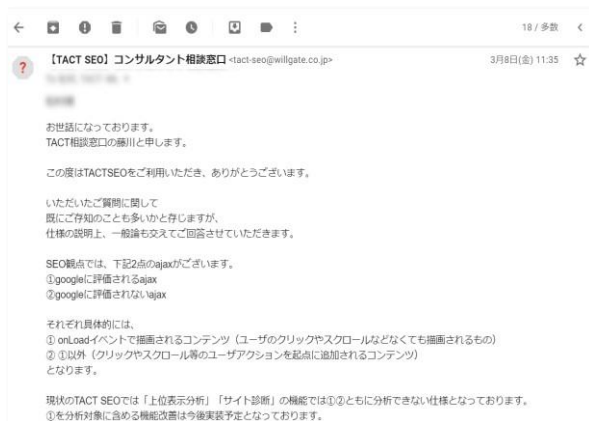 18 / 多数
【TACT SEO】コンサルタント相談窓口 <tact-seo@willgate.co.jp>
3月8日(金) 11:35
お世話になっております。
TACT相談窓口の藤川と申します。
この度はTACTSEOをご利用いただき、ありがとうございます。
いただいたご質問に関して
既にご存知のことも多いかと存じますが、
仕様の説明上、一般論も交えてご回答させていただきます。
SEO観点では、下記2点のajaxがございます。
①googleに評価されるajax
②googleに評価されないajax
それぞれ具体的には、
① onLoadイベントで描画されるコンテンツ（ユーザのクリックやスクロールなどなくても描画されるもの）
② ①以外（クリックやスクロール等のユーザアクションを起点に追加されるコンテンツ）
となります。
現状のTACT SEOでは「上位表示分析」「サイト診断」の機能では①②ともに分析できない仕様となっております。
①を分析対象に含める機能改善は今後実装予定となっております。